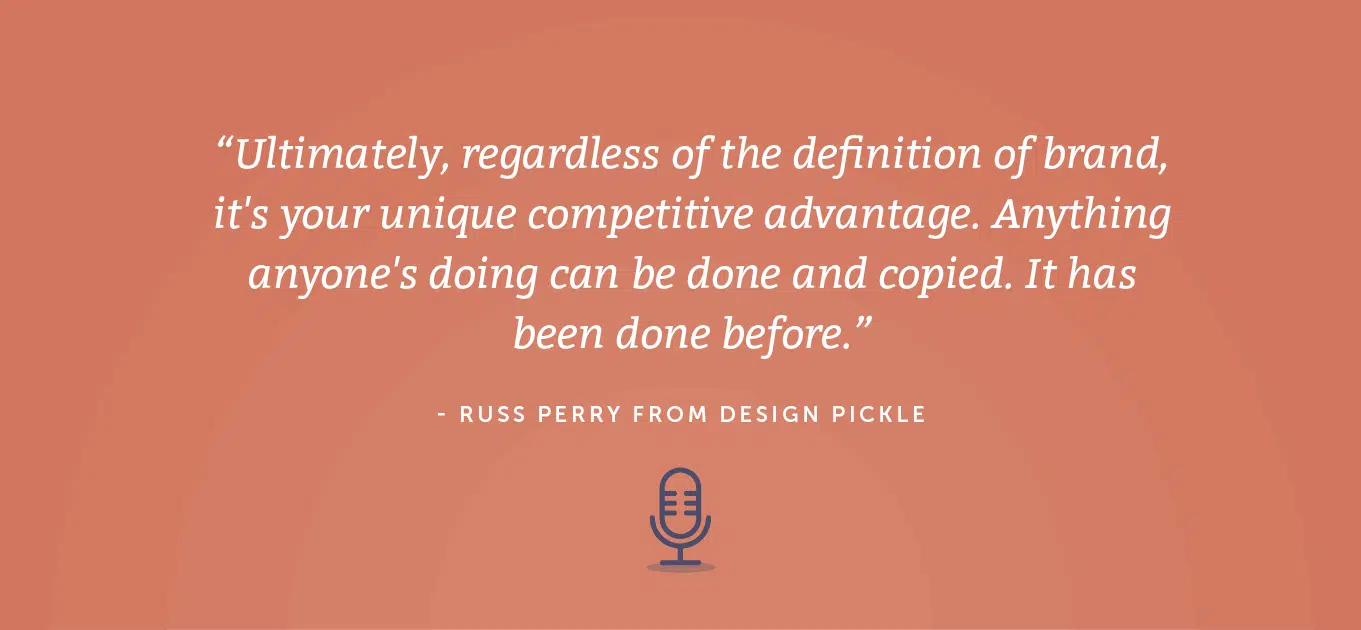 “Ultimately, regardless of the definition of brand,
it's your unique competitive advantage. Anything
anyone's doing can be done and copied. It has
been done before.”
- RUSS PERRY FROM DESIGN PICKLE